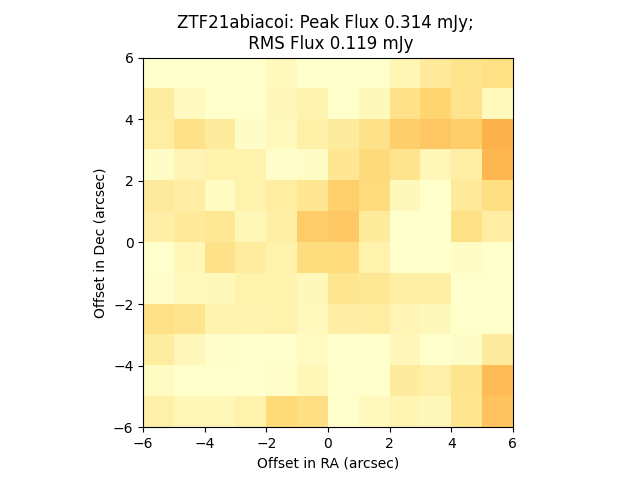 ZTF21abiacoi: Peak Flux 0.314 mJy;
RMS Flux 0.119 mJy
6
4
2
0
−2
−4
−6
Offset in Dec (arcsec)
−6 −4 −2 0 2 4 6
Offset in RA (arcsec)